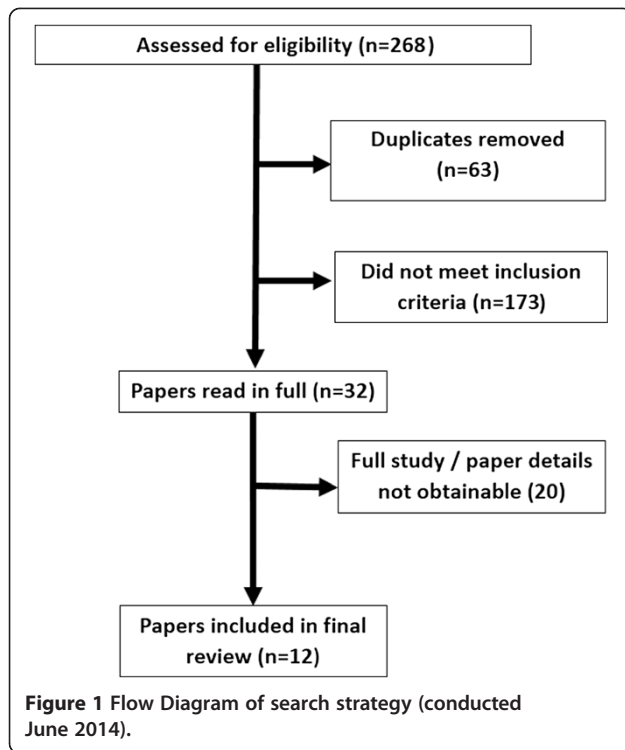 Assessed for eligibility (n=268)
Duplicates removed
(n=63)
Did not meet inclusion
criteria (n=173)
Papers read in full (n=32)
Full study / paper details
not obtainable (20)
Papers included in final
review (n=12)
Figure 1 Flow Diagram of search strategy (conducted
June 2014).